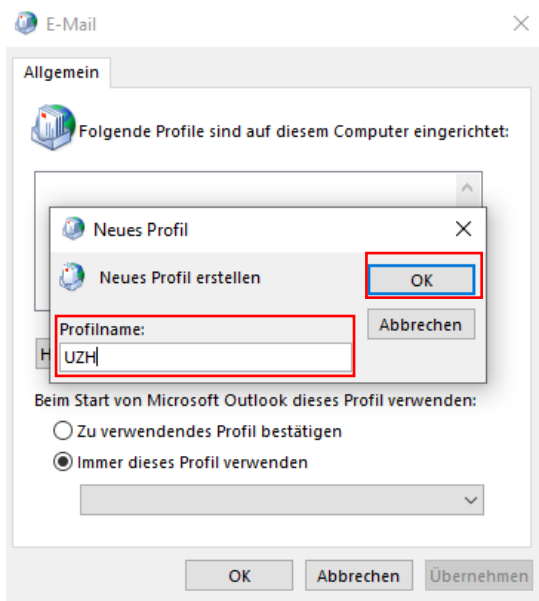 E-Mail
Allgemein
Folgende Profile sind auf diesem Computer eingerichtet:
Neues Profil
Neues Profil erstellen
OK
Abbrechen
Profilname:
UZH
H
Beim Start von Microsoft Outlook dieses Profil verwenden:
Zu verwendendes Profil bestätigen
Immer dieses Profil verwenden
OK
Abbrechen
Übernehmen